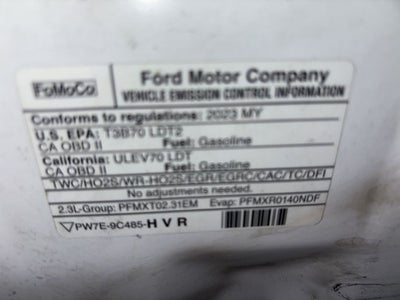 FoMoCo
Ford Motor Company
VEHICLE EMISSION CONTROL INFORMATION
Conforms to regulations: 2023 MY
U.S. EPA: T3B70 LDT2
CA OBD II Fuel: Gasoline
California: ULEV70 LDT
CA OBD II Fuel: Gasoline
TWC/HO2S/WR-HO2S/EGR/EGRC/CAC/TC/DFI
No adjustments needed.
2.3L-Group: PFMXT02.31EM Evap: PFMXR0140NDF
PW7E-9C485-HVR